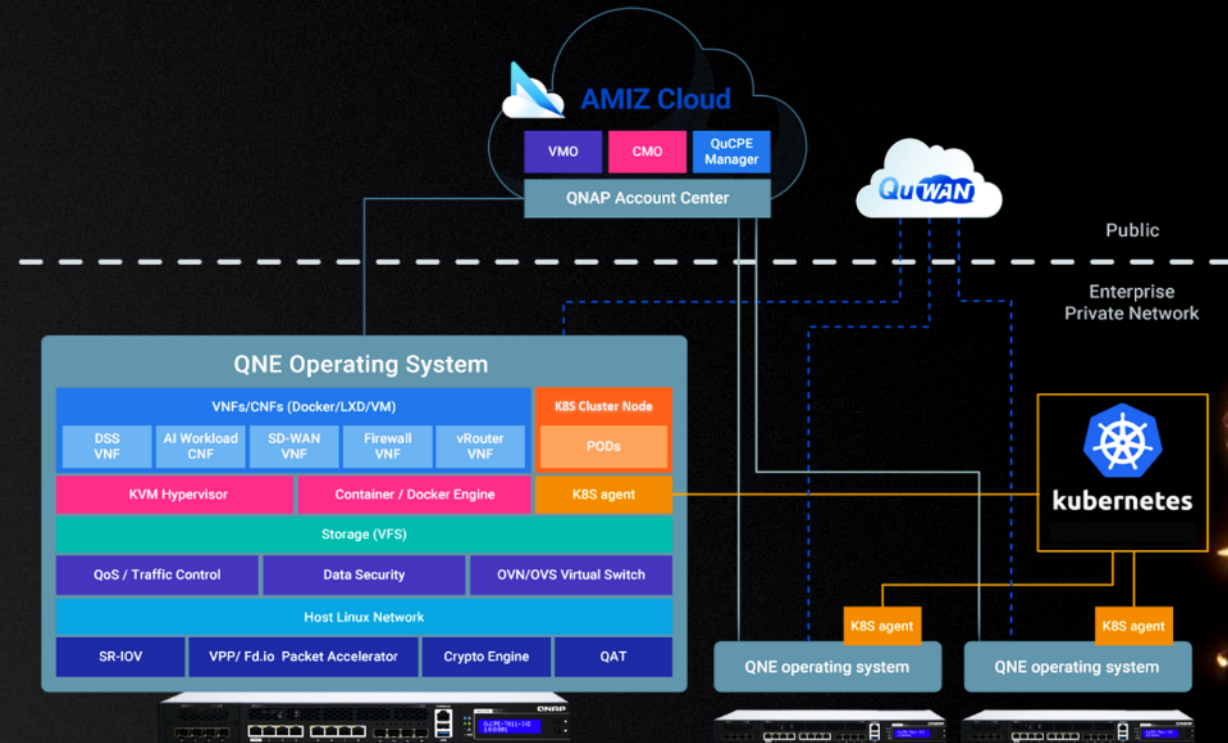 AMIZ Cloud
VMO
CMO
QuCPE
Manager
QNAP Account Center
QuWAN
Public
Enterprise
Private Network
QNE Operating System
VNFs/CNFs (Docker/LXD/VM)
K8S Cluster Node
DSS
VNF
AI Workload
CNF
SD-WAN
VNF
Firewall
VNF
vRouter
VNF
PODs
KVM Hypervisor
Container / Docker Engine
K8S agent
kubernetes
Storage (VFS)
QoS / Traffic Control
Data Security
OVN/OVS Virtual Switch
Host Linux Network
SR-IOV
VPP/ Fd.io Packet Accelerator
Crypto Engine
QAT
K8S agent
K8S agent
QNE operating system
QNE operating system
QNAP